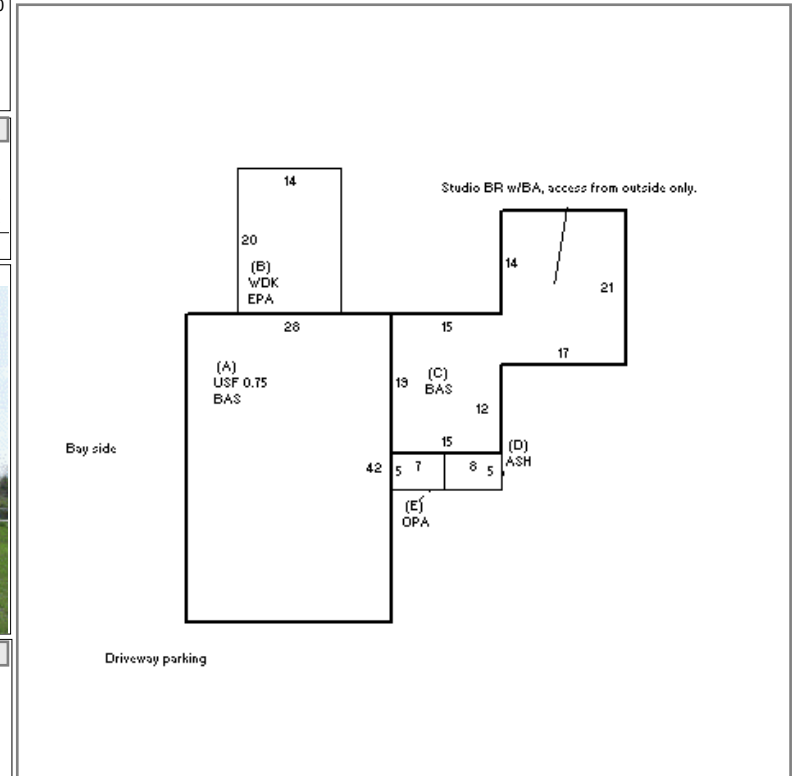 Studio BR w/BA, access from outside only.
14
20
(B)
WDK
EPA
14
21
28
15
17
(A)
USF 0.75
BAS
19
(C)
BAS
12
Bay side
42
15
5 7
8 5
(D)
ASH
(E)
OPA
Driveway parking